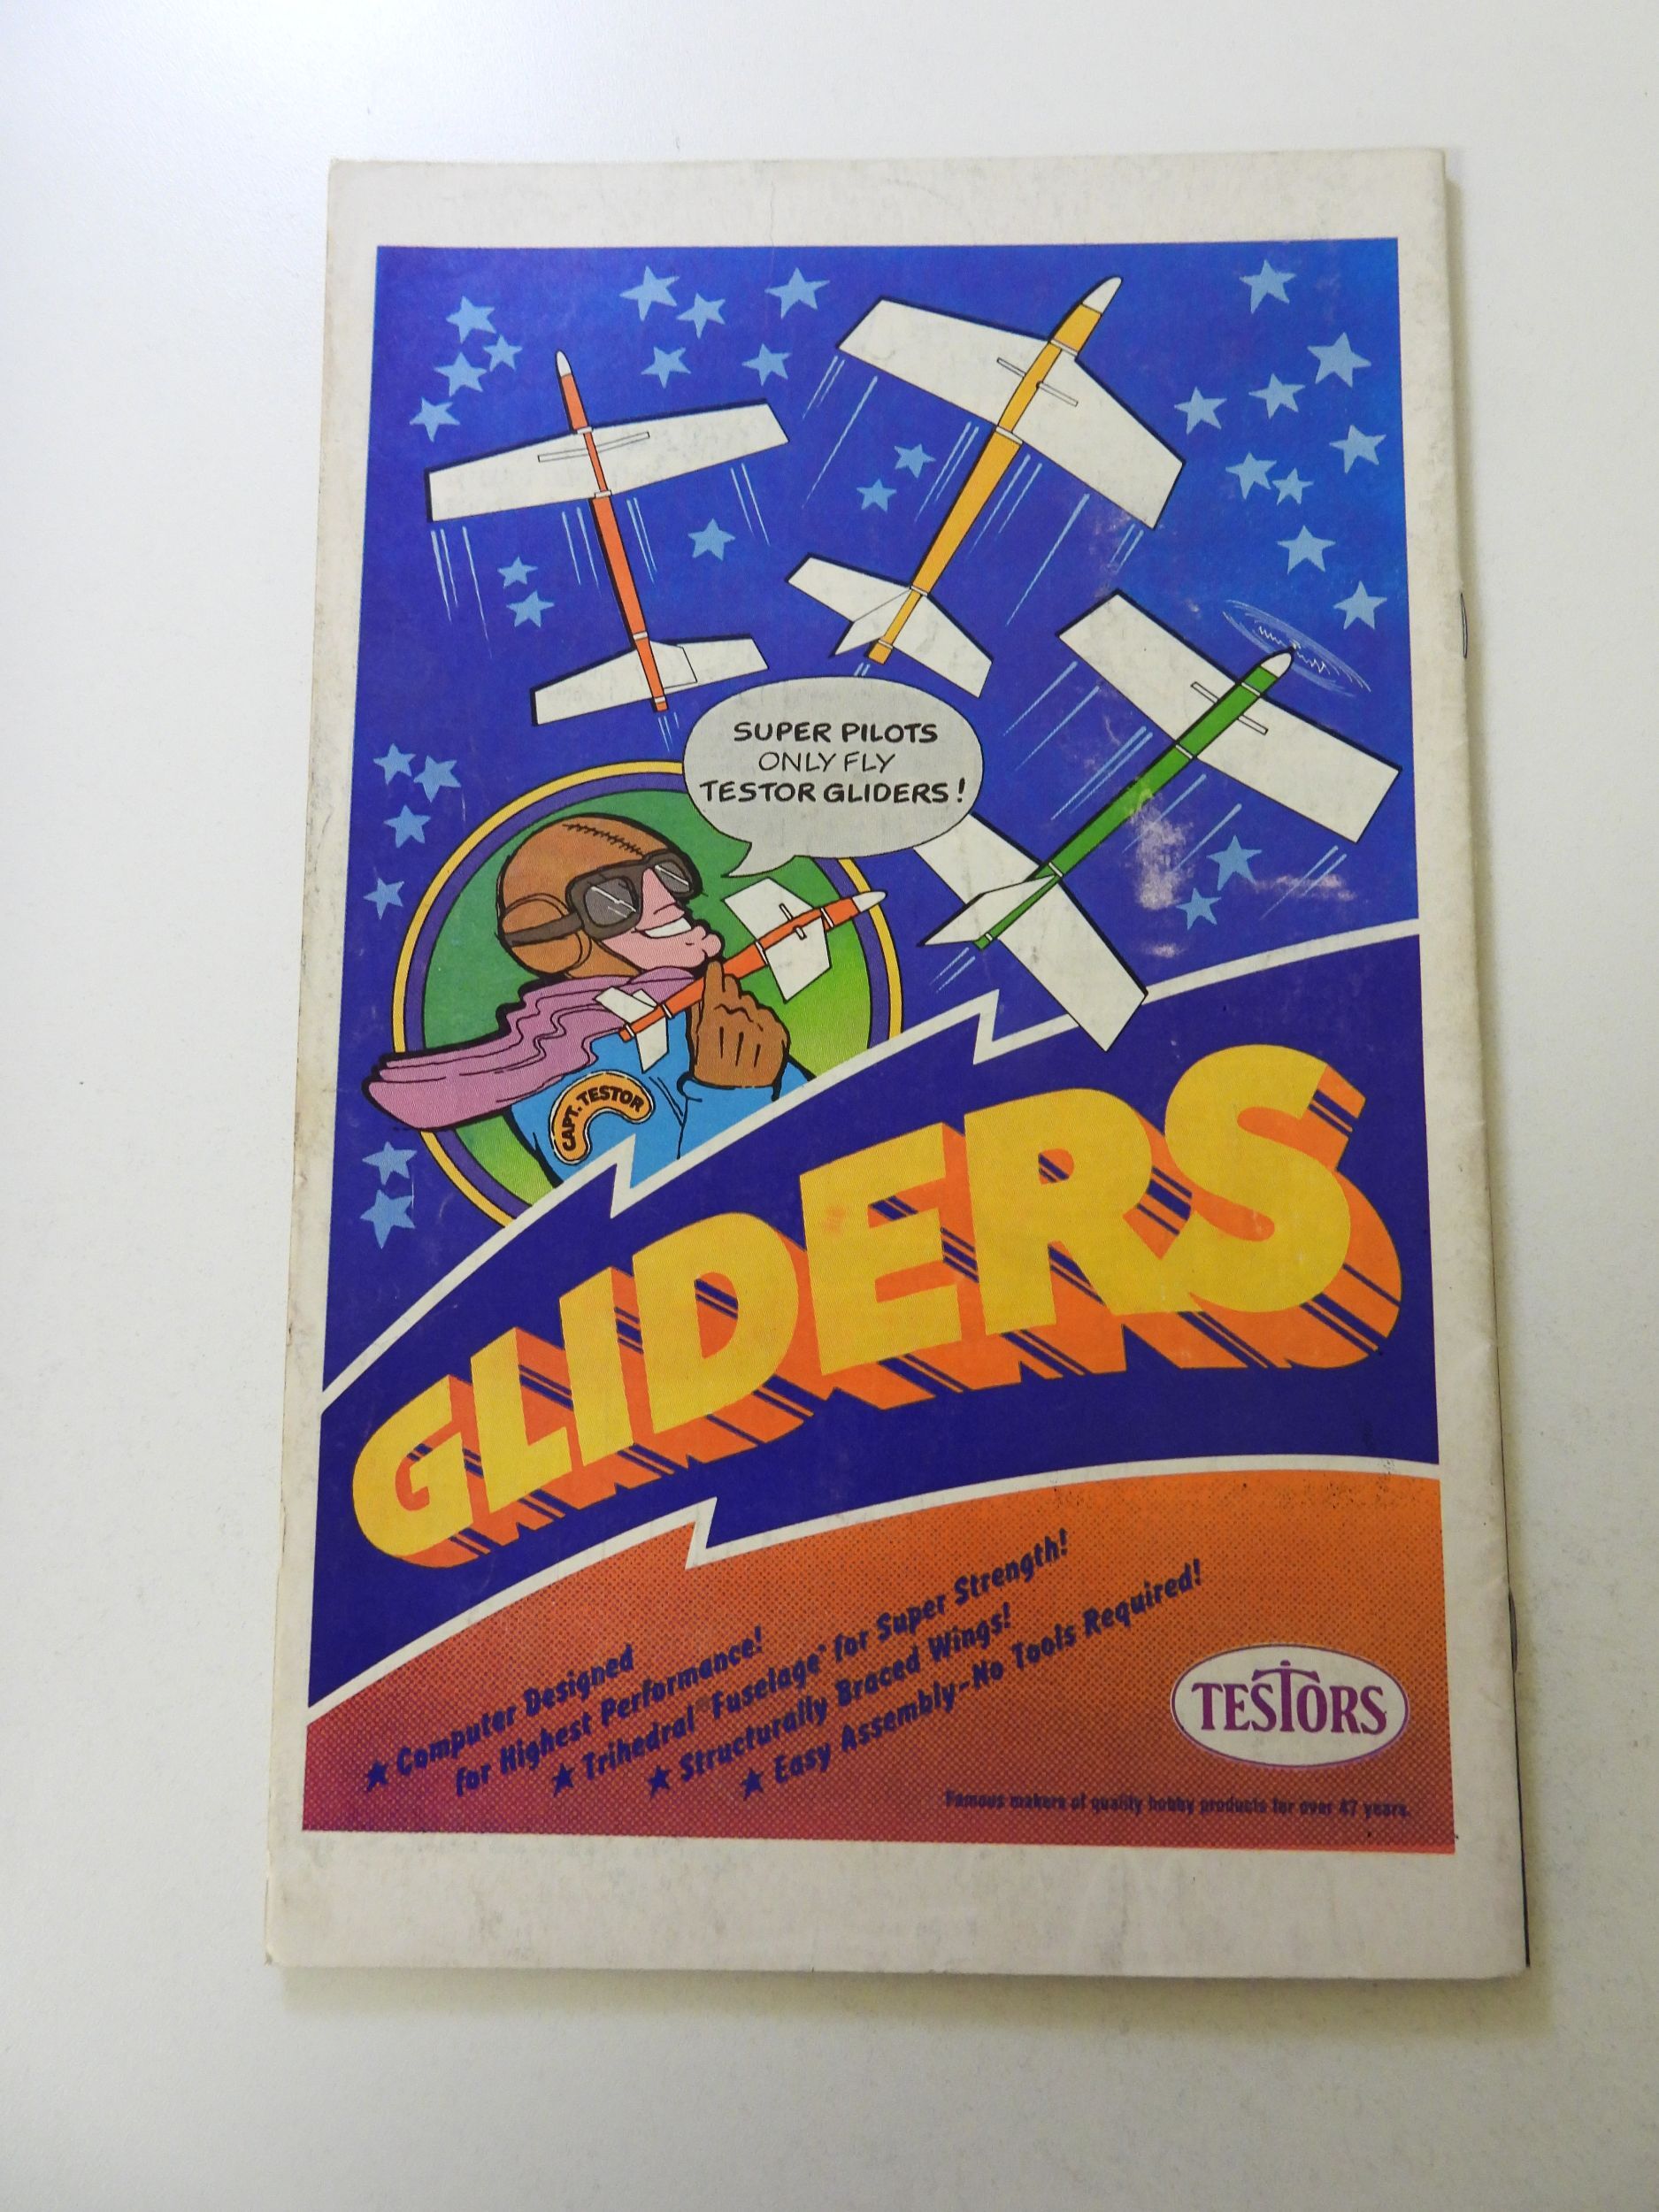 SUPER PILOTS
ONLY FLY
TESTOR GLIDERS!
CAPT. TESTOR
GLIDERS
★ Computer Designed
for Highest Performance!
★ Trihedral* Fuselage* for Super Strength!
★ Structurally Braced Wings!
★ Easy Assembly-No Tools Required!
TESTORS
Famous makers of quality hobby products for over 47 years.